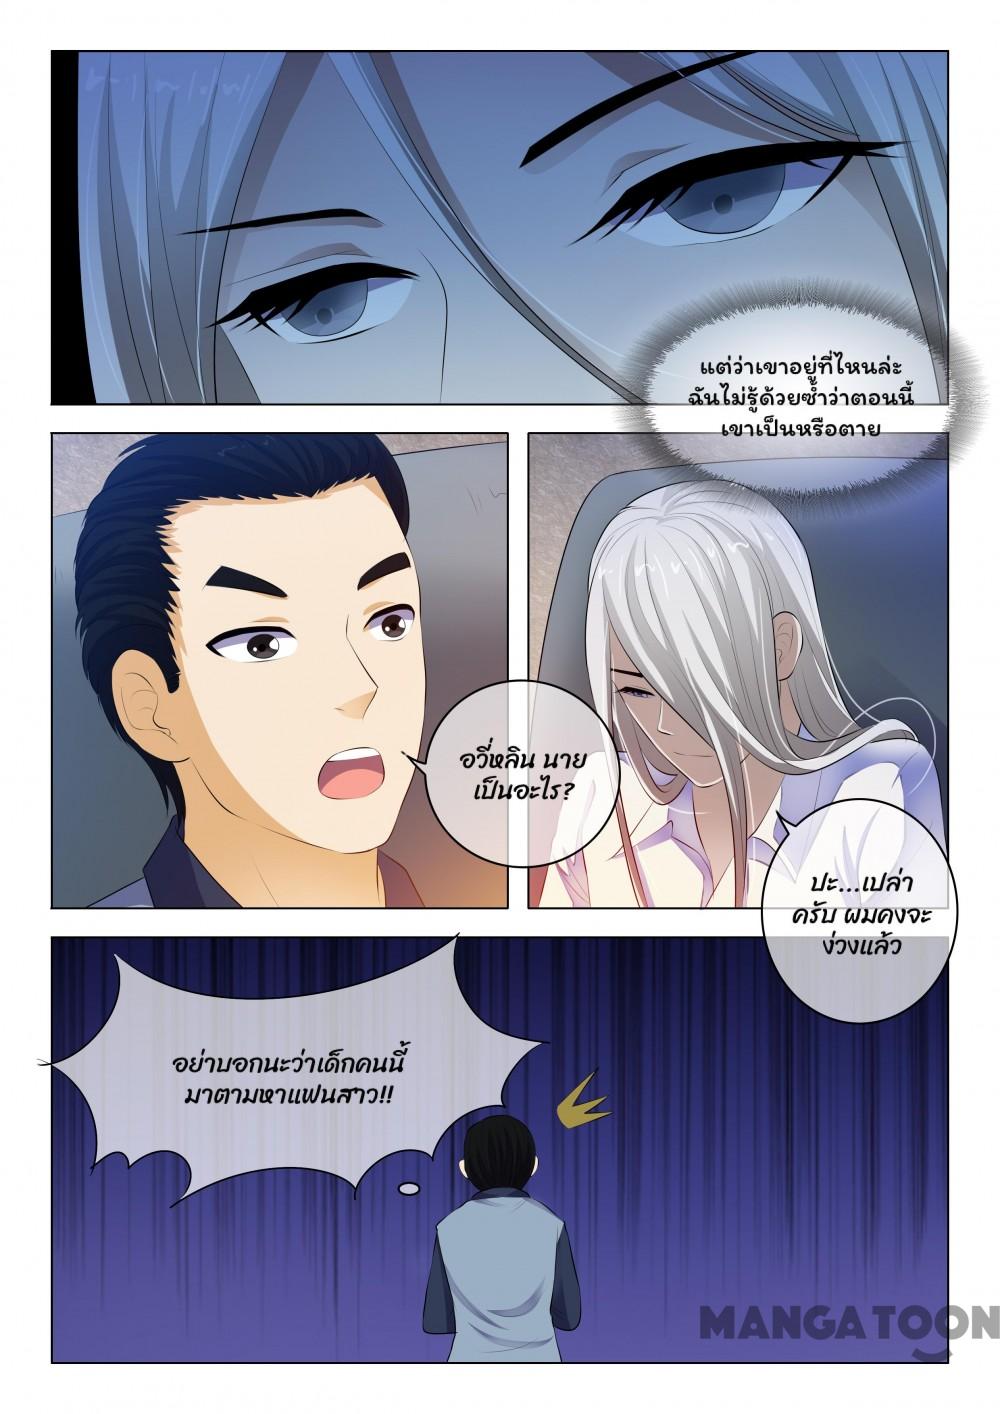 แต่ว่าเขาอยู่ที่ไหนล่ะ
ฉันไม่รู้ด้วยซ้ำว่าตอนนี้
เขาเป็นหรือตาย
อวี่หลิน นาย
เป็นอะไร?
ปะ...เปล่า
ครับ ผมคงจะ
ง่วงแล้ว
อย่าบอกนะว่าเด็กคนนี้
มาตามหาแฟนสาว!!
MANGATOON